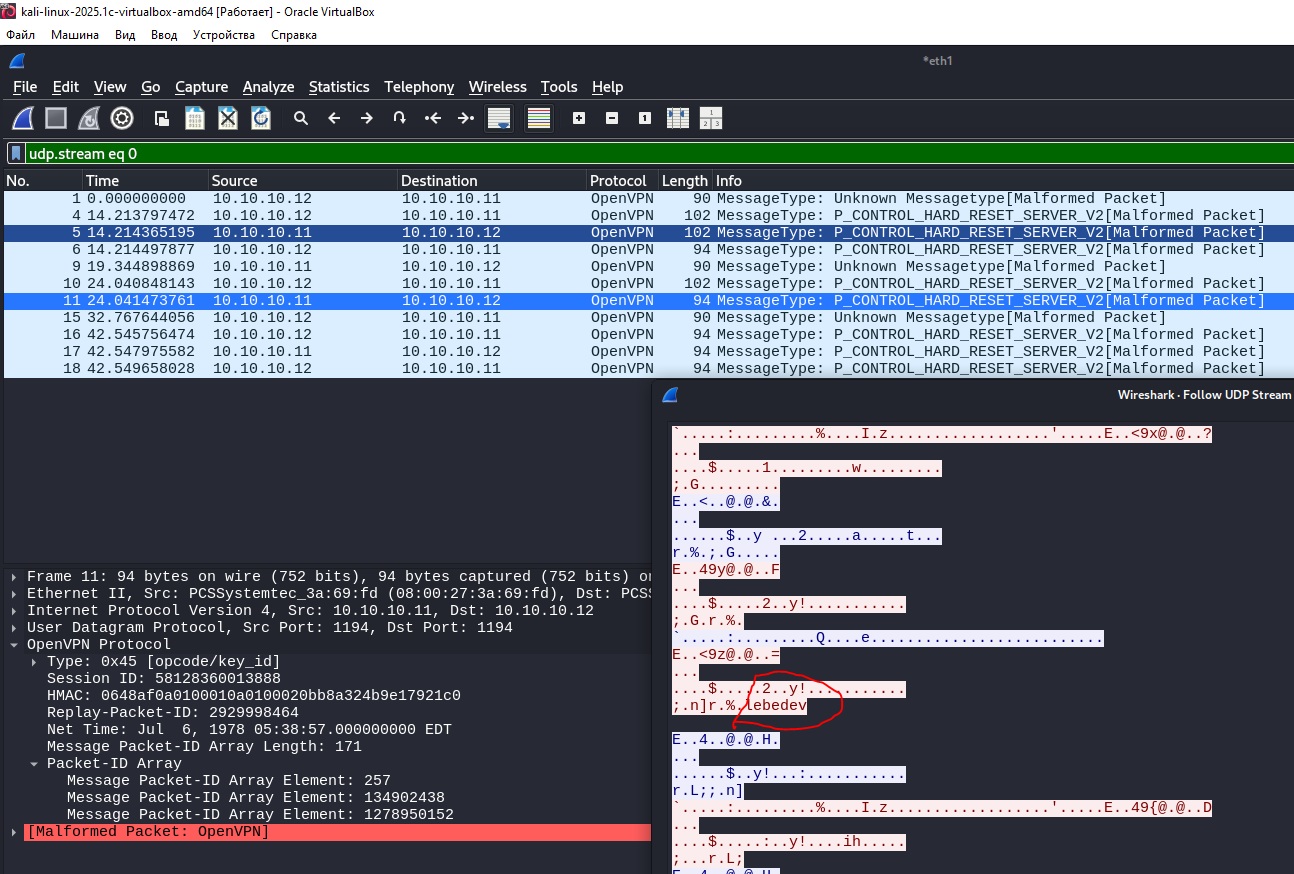 kali-linux-2025.1c-virtualbox-amd64 [Работает] - Oracle VirtualBox
Файл Машина Вид Ввод Устройства Справка
*eth1
File Edit View Go Capture Analyze Statistics Telephony Wireless Tools Help
udp.stream eq 0
No. Time Source Destination Protocol Length Info
1 0.000000000 10.10.10.12 10.10.10.11 OpenVPN 90 MessageType: Unknown Messagetype[Malformed Packet]
4 14.213797472 10.10.10.12 10.10.10.11 OpenVPN 102 MessageType: P_CONTROL_HARD_RESET_SERVER_V2[Malformed Packet]
5 14.214365195 10.10.10.11 10.10.10.12 OpenVPN 102 MessageType: P_CONTROL_HARD_RESET_SERVER_V2[Malformed Packet]
6 14.214497877 10.10.10.12 10.10.10.11 OpenVPN 94 MessageType: P_CONTROL_HARD_RESET_SERVER_V2[Malformed Packet]
9 19.344898869 10.10.10.11 10.10.10.12 OpenVPN 90 MessageType: Unknown Messagetype[Malformed Packet]
10 24.040848143 10.10.10.12 10.10.10.11 OpenVPN 102 MessageType: P_CONTROL_HARD_RESET_SERVER_V2[Malformed Packet]
11 24.041473761 10.10.10.11 10.10.10.12 OpenVPN 94 MessageType: P_CONTROL_HARD_RESET_SERVER_V2[Malformed Packet]
15 32.767644056 10.10.10.12 10.10.10.11 OpenVPN 90 MessageType: Unknown Messagetype[Malformed Packet]
16 42.545756474 10.10.10.12 10.10.10.11 OpenVPN 94 MessageType: P_CONTROL_HARD_RESET_SERVER_V2[Malformed Packet]
17 42.547975582 10.10.10.11 10.10.10.12 OpenVPN 94 MessageType: P_CONTROL_HARD_RESET_SERVER_V2[Malformed Packet]
18 42.549658028 10.10.10.12 10.10.10.11 OpenVPN 94 MessageType: P_CONTROL_HARD_RESET_SERVER_V2[Malformed Packet]
Frame 11: 94 bytes on wire (752 bits), 94 bytes captured (752 bits) on
Ethernet II, Src: PCSSystemtec_3a:69:fd (08:00:27:3a:69:fd), Dst: PCSS
Internet Protocol Version 4, Src: 10.10.10.11, Dst: 10.10.10.12
User Datagram Protocol, Src Port: 1194, Dst Port: 1194
OpenVPN Protocol
Type: 0x45 [opcode/key_id]
Session ID: 58128360013888
HMAC: 0648af0a0100010a0100020bb8a324b9e17921c0
Replay-Packet-ID: 2929998464
Net Time: Jul  6, 1978 05:38:57.000000000 EDT
Message Packet-ID Array Length: 171
Packet-ID Array
Message Packet-ID Array Element: 257
Message Packet-ID Array Element: 134902438
Message Packet-ID Array Element: 1278950152
[Malformed Packet: OpenVPN]
Wireshark · Follow UDP Stream
`.....:.........%....I.z..................'.....E..<9x@.@..?
...
....$.....1.........w.........
;.G.........
E..<..@.@.&.
...
......$..y ...2.....a.....t...
r.%.;.G.....
E..49y@.@..F
...
....$.....2..y!...........
;.G.r.%.
`.....:.........Q....e..........................
E..<9z@.@..=
...
....$.....2..y!...........
;.n]r.%.lebedev
E..4..@.@.H.
...
......$..y!...:...........
r.L;;.n]
`.....:.........%....I.z..................'.....E..49{@.@..D
...
....$.....:..y!....ih.....
;...r.L;
E..4..@.@.H.